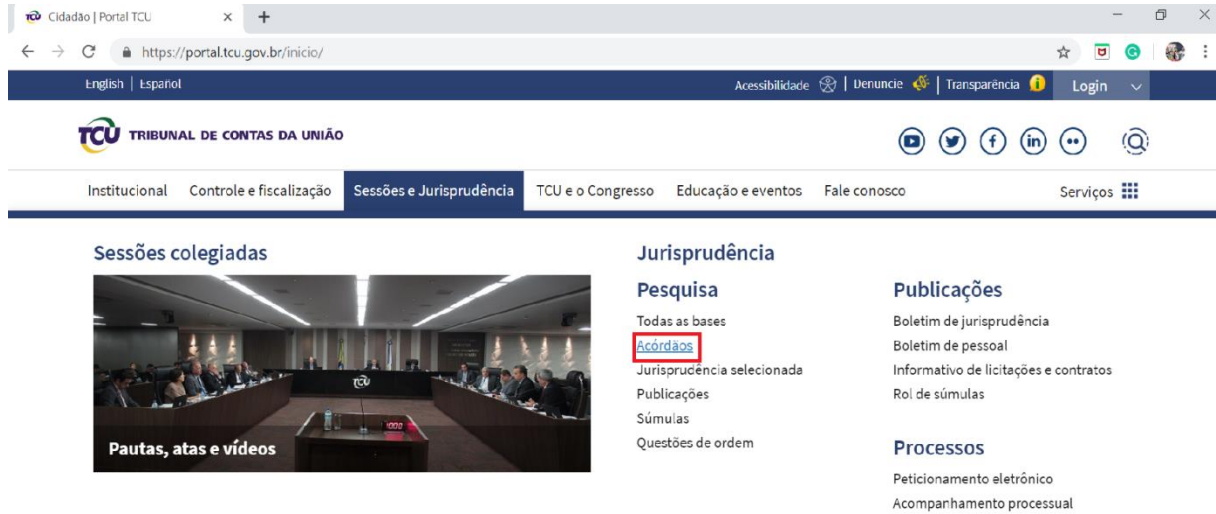 Cidadão | Portal TCU
https://portal.tcu.gov.br/inicio/
English | Español
Acessibilidade | Denuncie | Transparência Login
TCU TRIBUNAL DE CONTAS DA UNIÃO
Institucional Controle e fiscalização Sessões e Jurisprudência TCU e o Congresso Educação e eventos Fale conosco Serviços
Sessões colegiadas
TCU
Pautas, atas e vídeos
Jurisprudência
Pesquisa
Todas as bases
Acórdãos
Jurisprudência selecionada
Publicações
Súmulas
Questões de ordem
Publicações
Boletim de jurisprudência
Boletim de pessoal
Informativo de licitações e contratos
Rol de súmulas
Processos
Peticionamento eletrônico
Acompanhamento processual